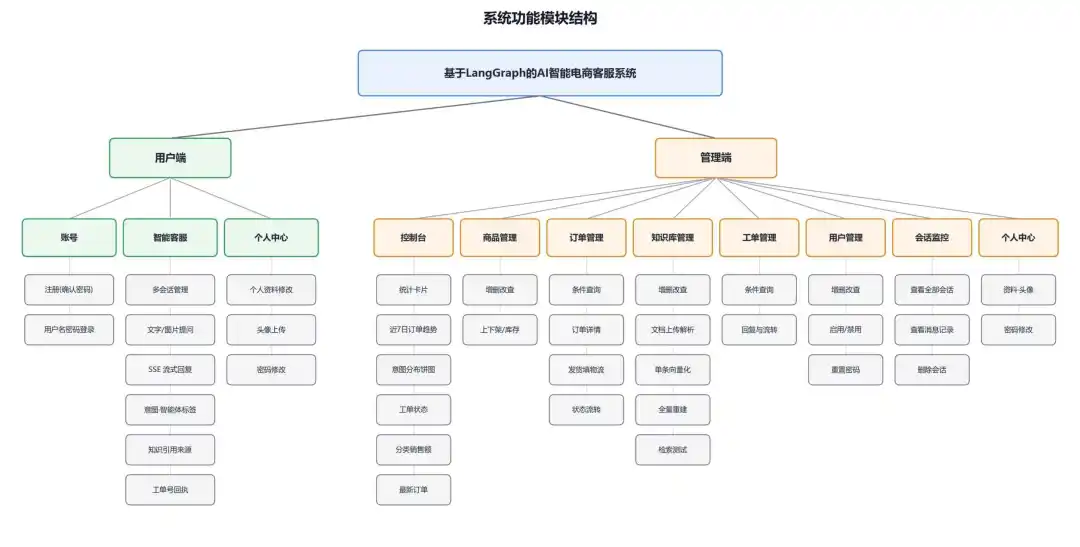 系统功能模块结构
基于LangGraph的AI智能电商客服系统
用户端
管理端
账号
智能客服
个人中心
控制台
商品管理
订单管理
知识库管理
工单管理
用户管理
会话监控
个人中心
注册(确认密码)
多会话管理
个人资料修改
统计卡片
增删改查
条件查询
增删改查
条件查询
增删改查
查看全部会话
资料·头像
用户名密码登录
文字/图片提问
头像上传
近7日订单趋势
上下架/库存
订单详情
文档上传解析
回复与流转
启用/禁用
查看消息记录
密码修改
SSE 流式回复
密码修改
意图分布饼图
发货填物流
单条向量化
重置密码
删除会话
意图·智能体标签
工单状态
状态流转
全量重建
知识引用来源
分类销售额
检索测试
工单号回执
最新订单